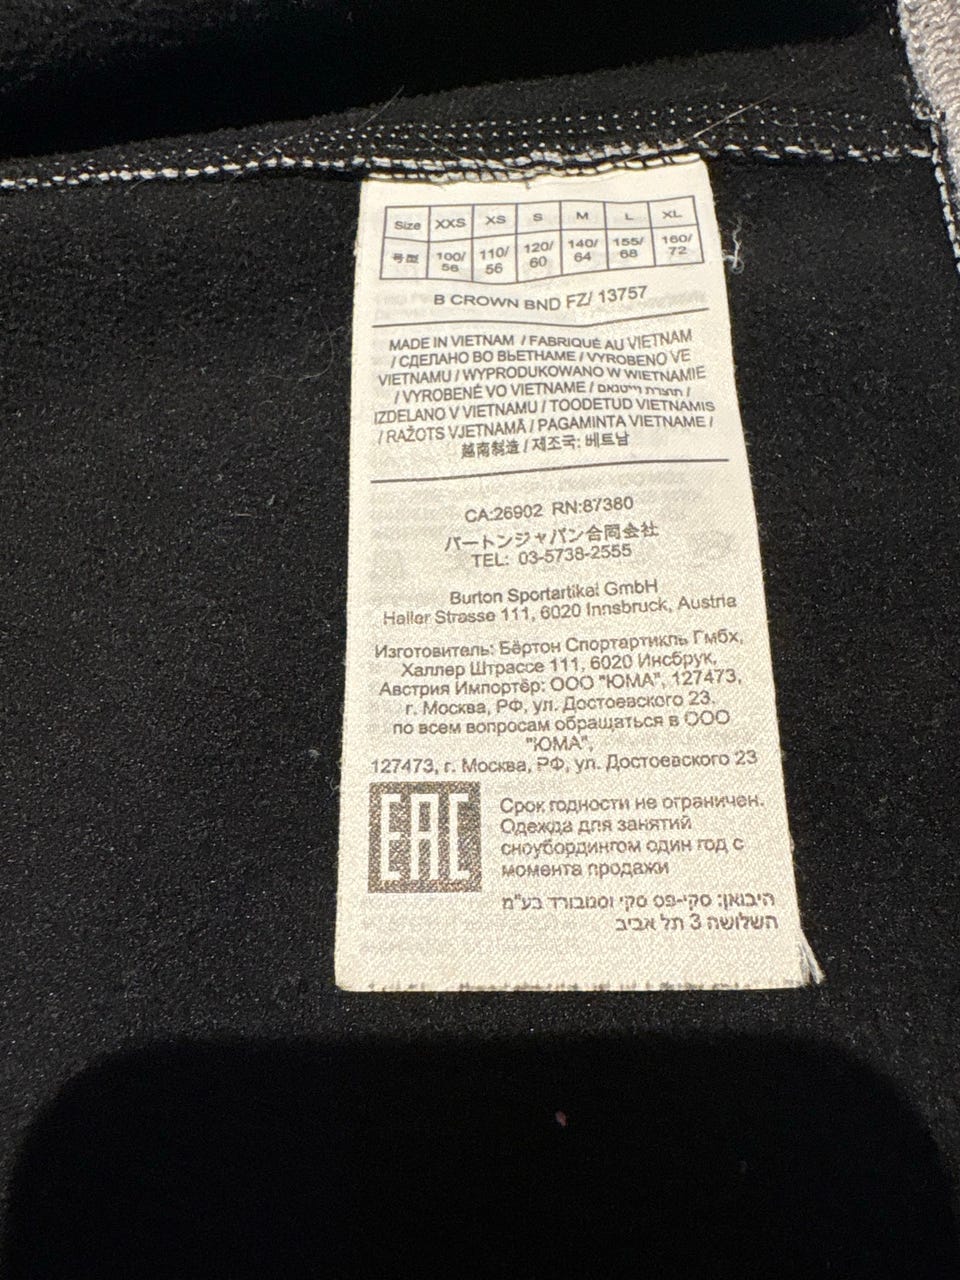 Size XXS XS S M L XL
号型 100/56 110/56 120/60 140/64 155/68 160/72
B CROWN BND FZ/ 13757
MADE IN VIETNAM / FABRIQUÉ AU VIETNAM
/ СДЕЛАНО ВО ВЬЕТНАМЕ / VYROBENO VE
VIETNAMU / WYPRODUKOWANO W WIETNAMIE
/ VYROBENÉ VO VIETNAME / תוצרת וייטנאם /
IZDELANO V VIETNAMU / TOODETUD VIETNAMIS
/ RAŽOTS VJETNAMĀ / PAGAMINTA VIETNAME /
越南製造 / 제조국: 베트남
CA:26902 RN:87380
バートンジャパン合同会社
TEL: 03-5738-2555
Burton Sportartikel GmbH
Haller Strasse 111, 6020 Innsbruck, Austria
Изготовитель: Бёртон Спортартикль Гмбх,
Халлер Штрассе 111, 6020 Инсбрук,
Австрия Импортёр: ООО "ЮМА", 127473,
г. Москва, РФ, ул. Достоевского 23,
по всем вопросам обращаться в ООО
"ЮМА",
127473, г. Москва, РФ, ул. Достоевского 23
EAC
Срок годности не ограничен.
Одежда для занятий
сноубордингом один год с
момента продажи
היבואן: סקי-פס סקי וסנובורד בע"מ
השלושה 3 תל אביב